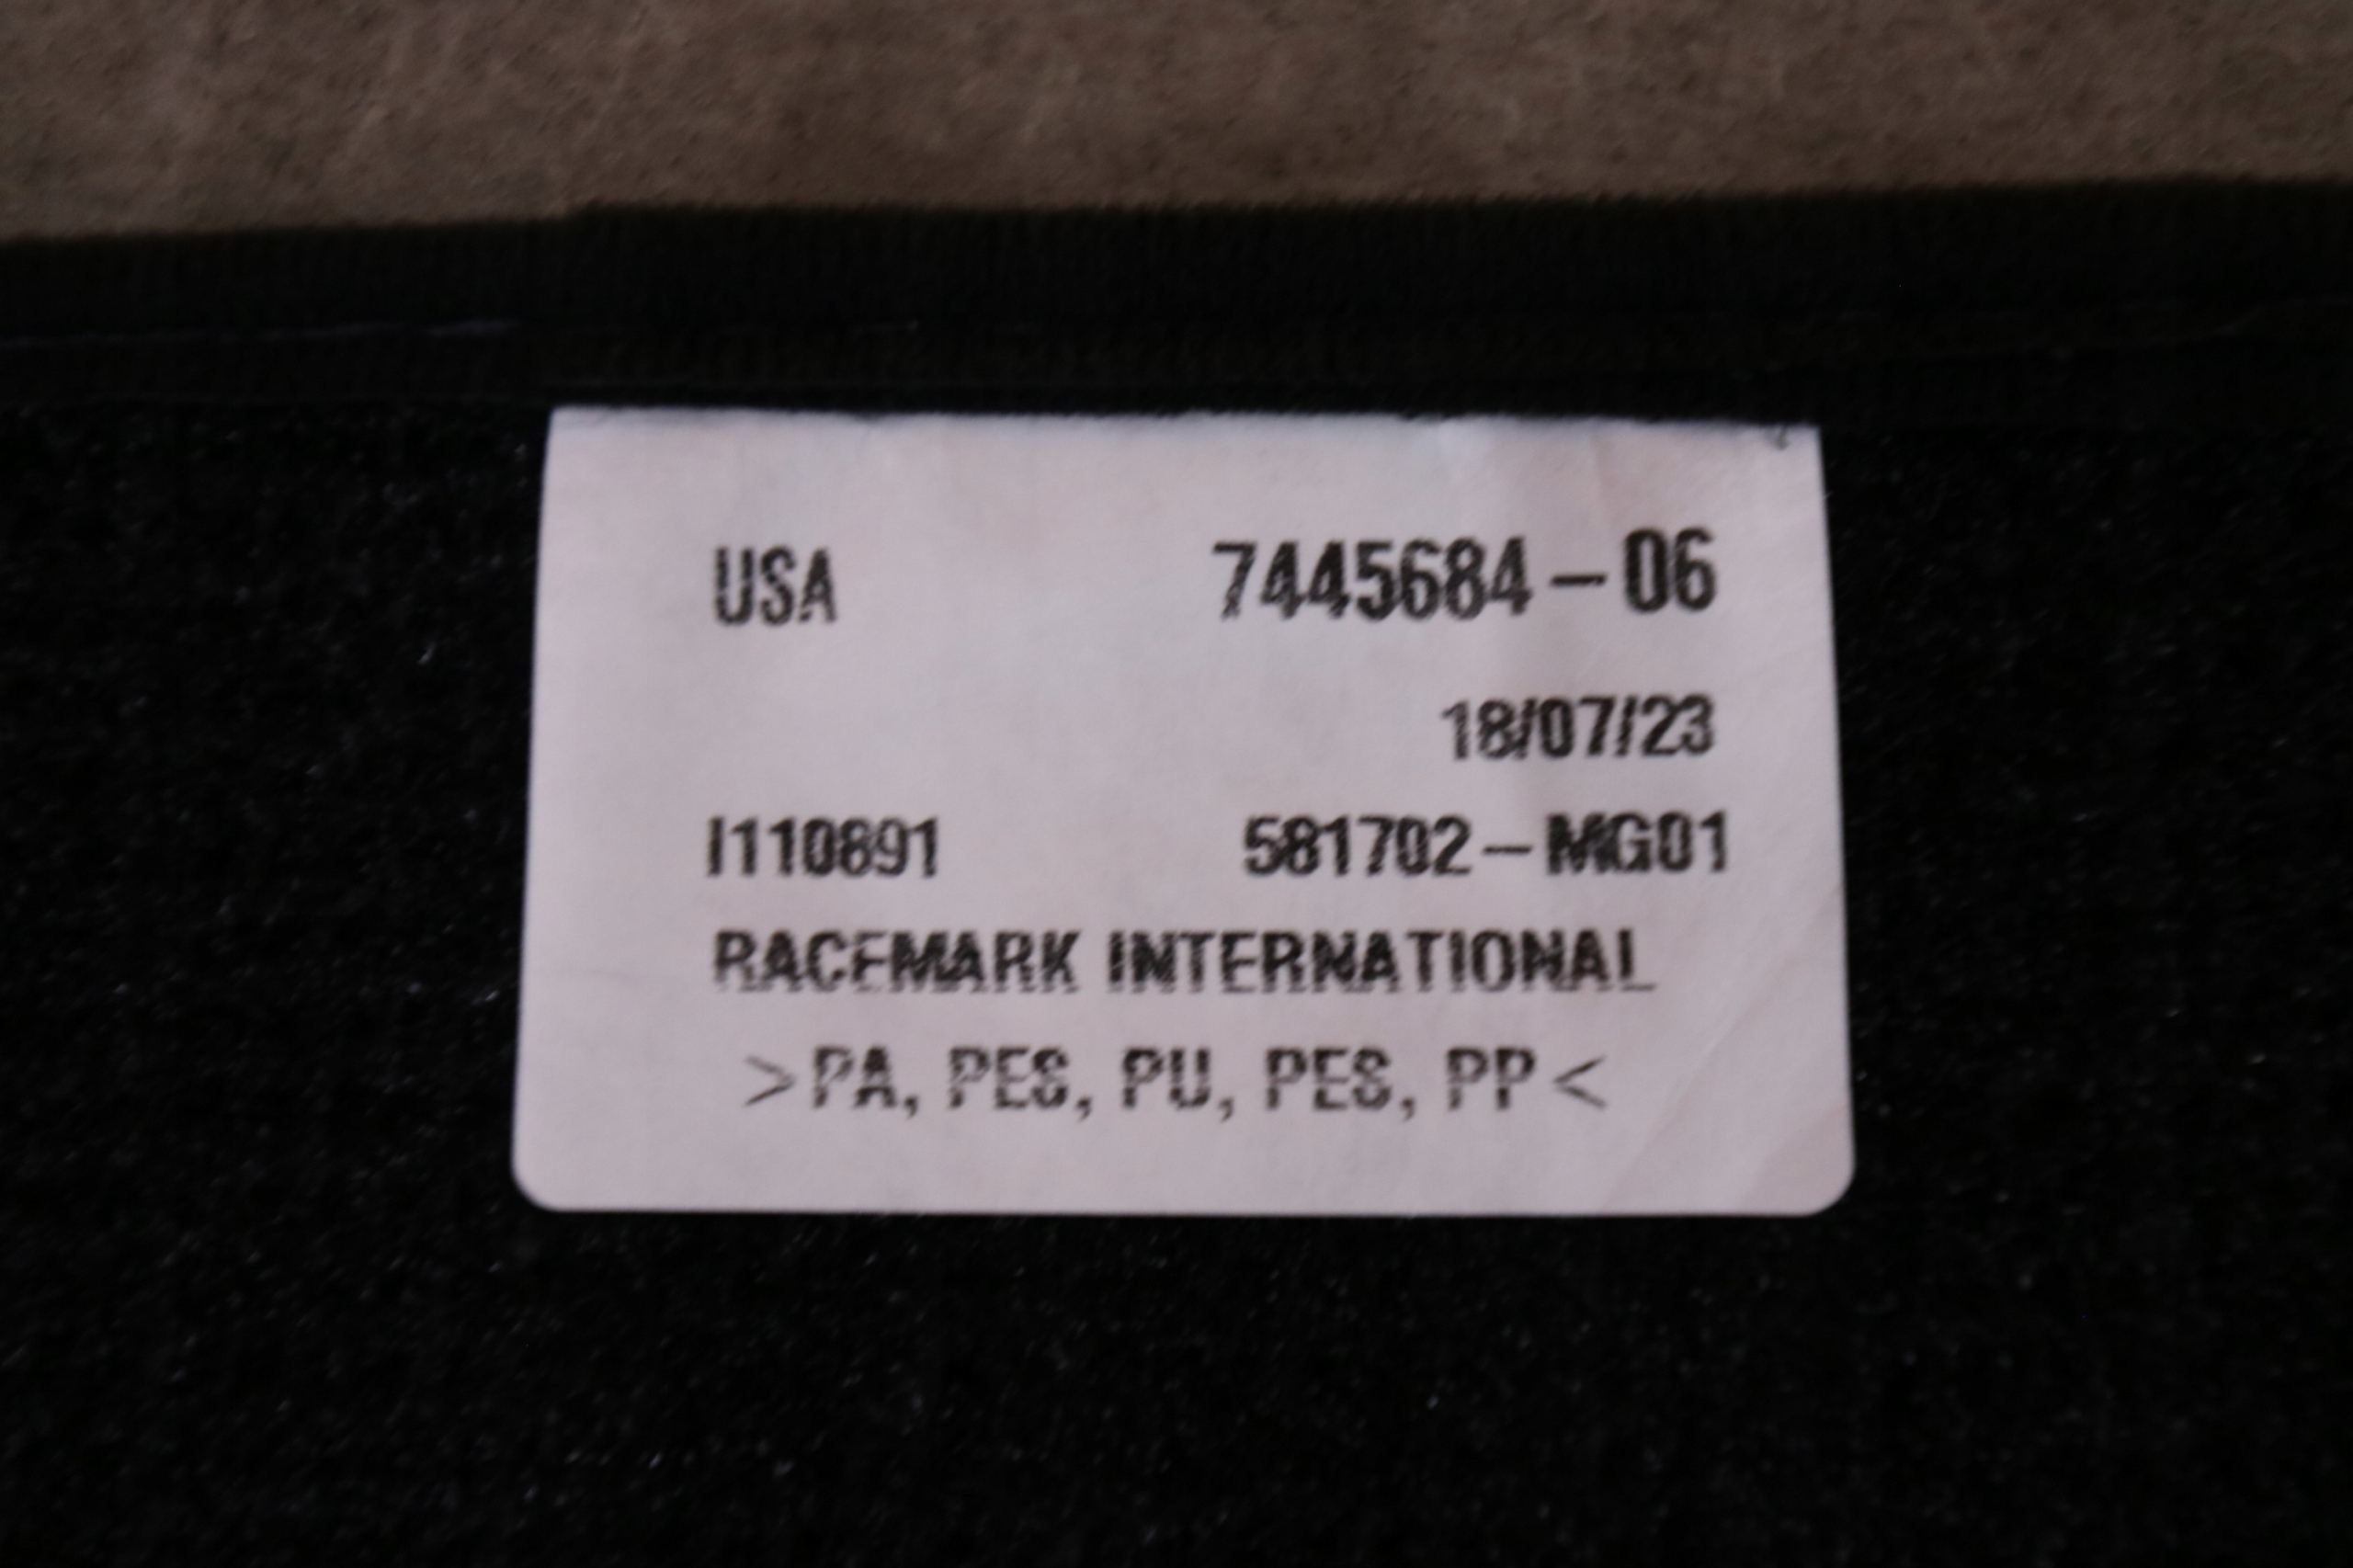 USA 7445684-06
18/07/23
I110891 581702-MG01
RACEMARK INTERNATIONAL
>PA, PES, PU, PES, PP<